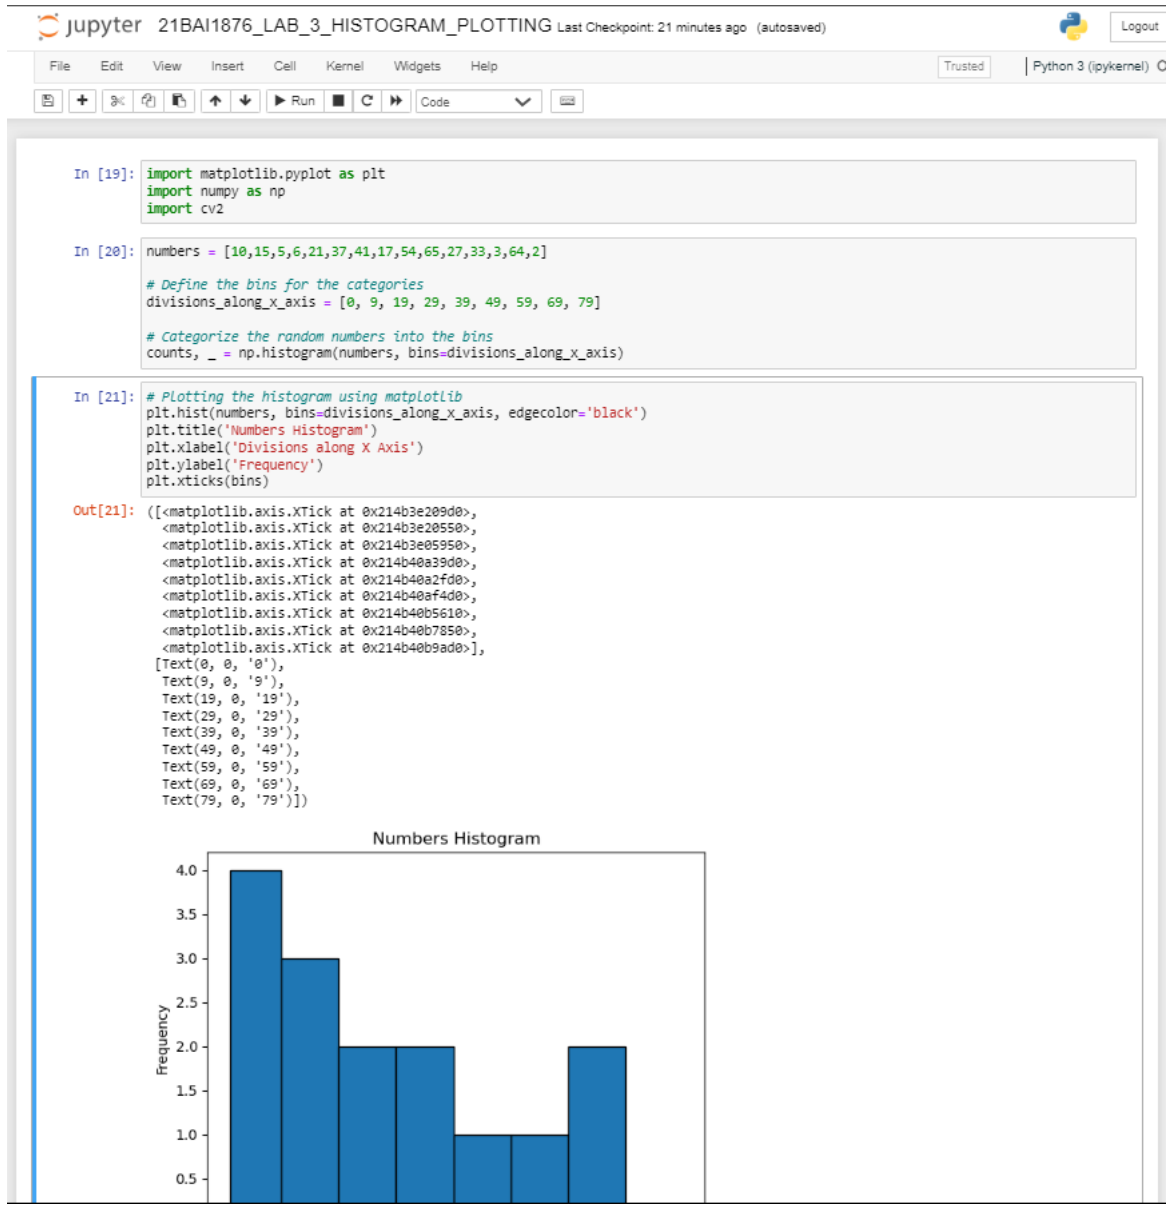 jupyter 21BAI1876_LAB_3_HISTOGRAM_PLOTTING Last Checkpoint: 21 minutes ago (autosaved)
Logout
File Edit View Insert Cell Kernel Widgets Help
Trusted Python 3 (ipykernel)
Run Code
In [19]: import matplotlib.pyplot as plt
import numpy as np
import cv2
In [20]: numbers = [10,15,5,6,21,37,41,17,54,65,27,33,3,64,2]
# Define the bins for the categories
divisions_along_x_axis = [0, 9, 19, 29, 39, 49, 59, 69, 79]
# Categorize the random numbers into the bins
counts, _ = np.histogram(numbers, bins=divisions_along_x_axis)
In [21]: # Plotting the histogram using matplotlib
plt.hist(numbers, bins=divisions_along_x_axis, edgecolor='black')
plt.title('Numbers Histogram')
plt.xlabel('Divisions along X Axis')
plt.ylabel('Frequency')
plt.xticks(bins)
Out[21]: ([<matplotlib.axis.XTick at 0x214b3e209d0>,
<matplotlib.axis.XTick at 0x214b3e20550>,
<matplotlib.axis.XTick at 0x214b3e05950>,
<matplotlib.axis.XTick at 0x214b40a39d0>,
<matplotlib.axis.XTick at 0x214b40a2fd0>,
<matplotlib.axis.XTick at 0x214b40af4d0>,
<matplotlib.axis.XTick at 0x214b40b5610>,
<matplotlib.axis.XTick at 0x214b40b7850>,
<matplotlib.axis.XTick at 0x214b40b9ad0>],
[Text(0, 0, '0'),
Text(9, 0, '9'),
Text(19, 0, '19'),
Text(29, 0, '29'),
Text(39, 0, '39'),
Text(49, 0, '49'),
Text(59, 0, '59'),
Text(69, 0, '69'),
Text(79, 0, '79')])
Numbers Histogram
4.0
3.5
3.0
2.5
2.0
1.5
1.0
0.5
Frequency